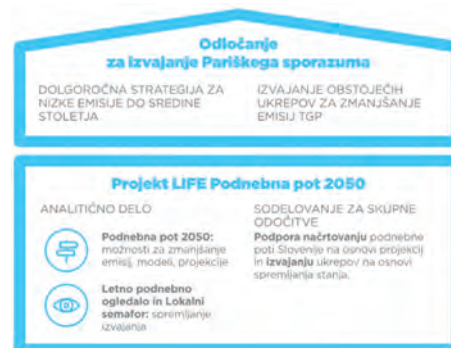 Odločanje
za izvajanje Pariškega sporazuma
DOLGOROČNA STRATEGIJA ZA
NIZKE EMISIJE DO SREDINE
STOLETJA
IZVAJANJE OBSTOJEČIH
UKREPOV ZA ZMANJŠANJE
EMISIJ TGP
Projekt LIFE Podnebna pot 2050
ANALITIČNO DELO
Podnebna pot 2050:
možnosti za zmanjšanje
emisij, modeli, projekcije
Letno podnebno
ogledalo in Lokalni
semafor: spremljanje
izvajanja
SODELOVANJE ZA SKUPNE
ODOČITVE
Podpora načrtovanju podnebne
poti Slovenije na osnovi projekcij
in izvajanju ukrepov na osnovi
spremljanja stanja.